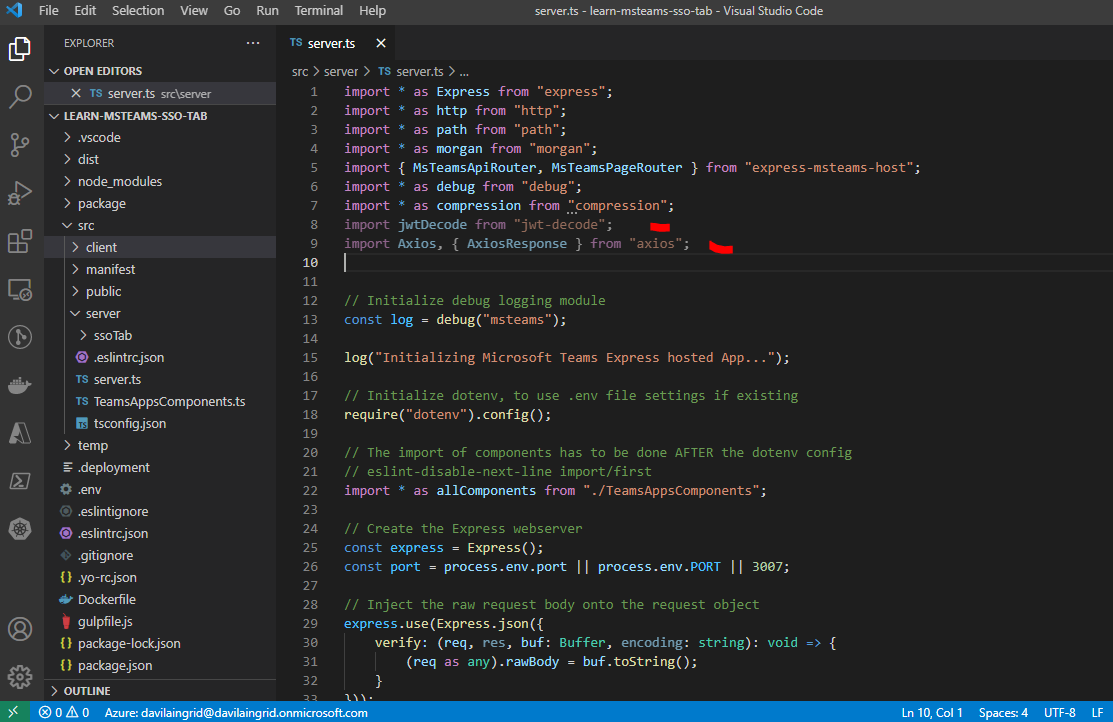 File Edit Selection View Go Run Terminal Help server.ts - learn-msteams-sso-tab - Visual Studio Code
EXPLORER ...
OPEN EDITORS
TS server.ts src\server
LEARN-MSTEAMS-SSO-TAB
.vscode
dist
node_modules
package
src
client
manifest
public
server
ssoTab
.eslintrc.json
TS server.ts
TS TeamsAppsComponents.ts
TS tsconfig.json
temp
.deployment
.env
.eslintignore
.eslintrc.json
.gitignore
{} .yo-rc.json
Dockerfile
gulpfile.js
{} package-lock.json
{} package.json
OUTLINE
TS server.ts
src > server > TS server.ts > ...
1 import * as Express from "express";
2 import * as http from "http";
3 import * as path from "path";
4 import * as morgan from "morgan";
5 import { MsTeamsApiRouter, MsTeamsPageRouter } from "express-msteams-host";
6 import * as debug from "debug";
7 import * as compression from "compression";
8 import jwtDecode from "jwt-decode";
9 import Axios, { AxiosResponse } from "axios";
10
11
12 // Initialize debug logging module
13 const log = debug("msteams");
14
15 log("Initializing Microsoft Teams Express hosted App...");
16
17 // Initialize dotenv, to use .env file settings if existing
18 require("dotenv").config();
19
20 // The import of components has to be done AFTER the dotenv config
21 // eslint-disable-next-line import/first
22 import * as allComponents from "./TeamsAppsComponents";
23
24 // Create the Express webserver
25 const express = Express();
26 const port = process.env.port || process.env.PORT || 3007;
27
28 // Inject the raw request body onto the request object
29 express.use(Express.json({
30 verify: (req, res, buf: Buffer, encoding: string): void => {
31 (req as any).rawBody = buf.toString();
32 }
33 }));
0 0 Azure: davilaingrid@davilaingrid.onmicrosoft.com Ln 10, Col 1 Spaces: 4 UTF-8 LF